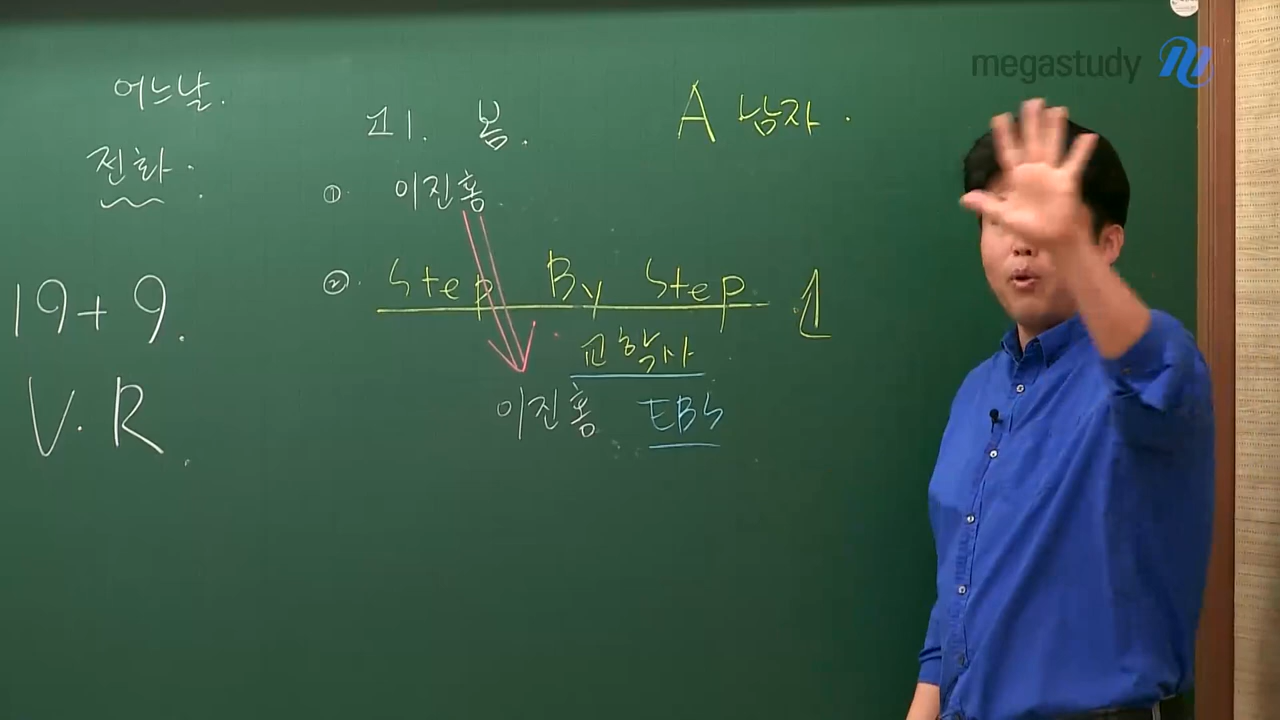 어느날.
전화.
19+9.
V.R.
고1. 봄.
① 이진홍
② Step By Step 1
교학사
이진홍 EBS
A 남자.
megastudy